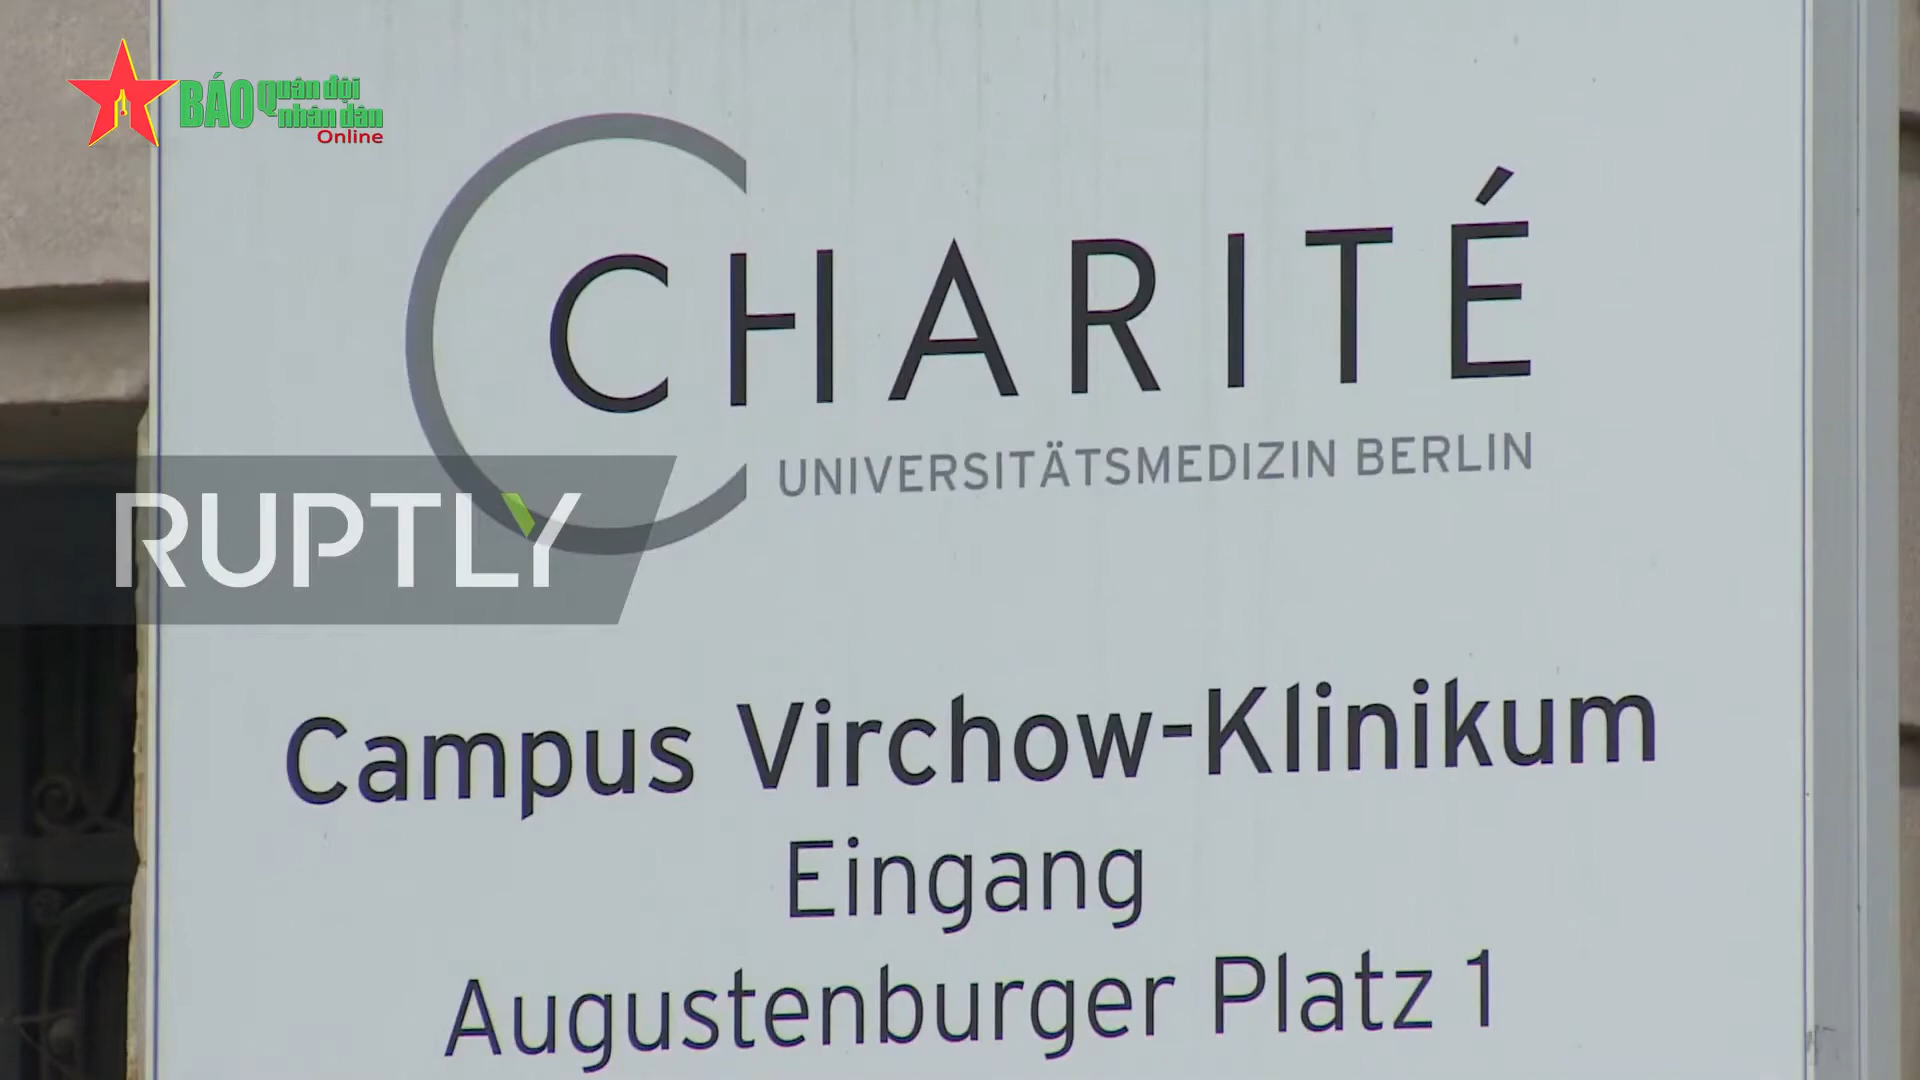 BÁO Quân đội
nhân dân
Online
CHARITÉ
UNIVERSITÄTSMEDIZIN BERLIN
RUPTLY
Campus Virchow-Klinikum
Eingang
Augustenburger Platz 1